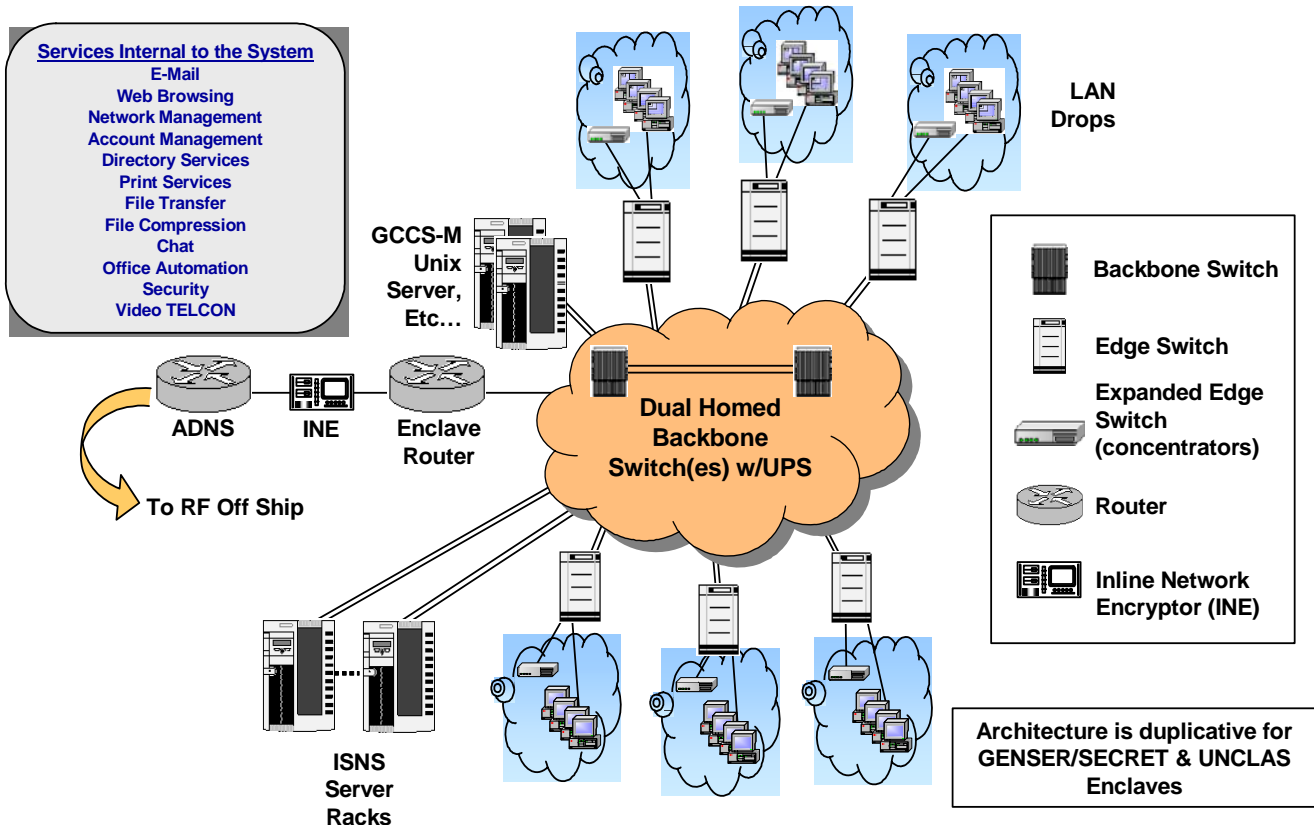 Services Internal to the System
E-Mail
Web Browsing
Network Management
Account Management
Directory Services
Print Services
File Transfer
File Compression
Chat
Office Automation
Security
Video TELCON
LAN
Drops
GCCS-M
Unix
Server,
Etc…
Backbone Switch
Edge Switch
Expanded Edge
Switch
(concentrators)
Router
Inline Network
Encryptor (INE)
Dual Homed
Backbone
Switch(es) w/UPS
ADNS
INE
Enclave
Router
To RF Off Ship
ISNS
Server
Racks
Architecture is duplicative for
GENSER/SECRET & UNCLAS
Enclaves